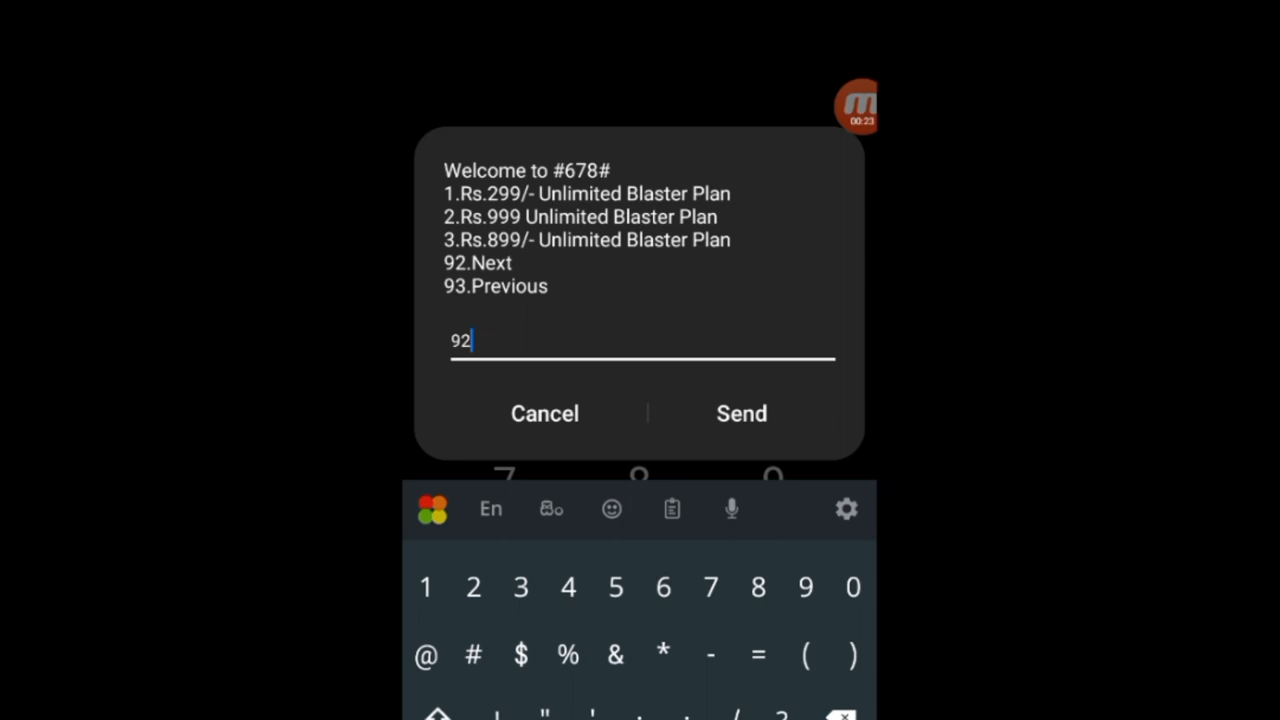 m
00:23
Welcome to #678#
1.Rs.299/- Unlimited Blaster Plan
2.Rs.999 Unlimited Blaster Plan
3.Rs.899/- Unlimited Blaster Plan
92.Next
93.Previous
92
Cancel | Send
En
1 2 3 4 5 6 7 8 9 0
@ # $ % & * - = ( )